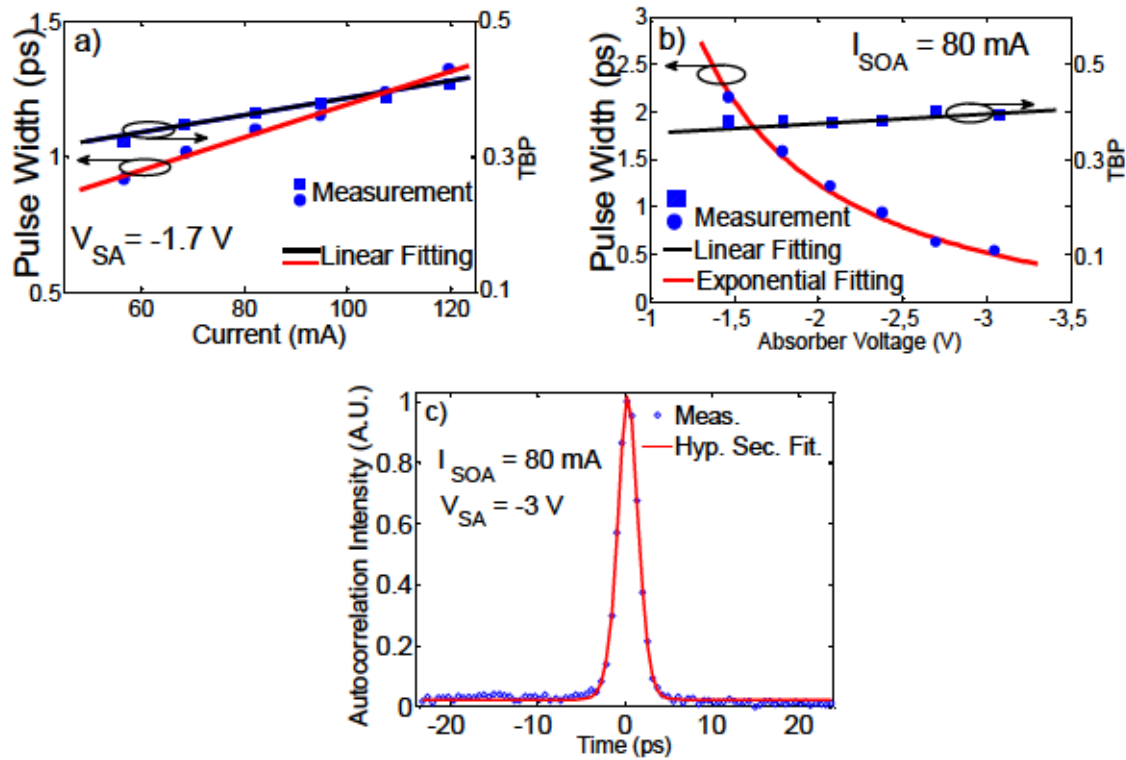 a)
1.5
1
0.5
Pulse Width (ps)
0.5
0.3
0.1
TBP
Measurement
V_SA = -1.7 V
Linear Fitting
60
80
100
120
Current (mA)
b)
I_SOA = 80 mA
3
2.5
2
1.5
1
0.5
0
Pulse Width (ps)
0.5
0.3
0.1
TBP
Measurement
Linear Fitting
Exponential Fitting
-1
-1,5
-2
-2,5
-3
-3,5
Absorber Voltage (V)
c)
1
0.8
0.6
0.4
0.2
0
Autocorrelation Intensity (A.U.)
Meas.
Hyp. Sec. Fit.
I_SOA = 80 mA
V_SA = -3 V
-20
-10
0
10
20
Time (ps)